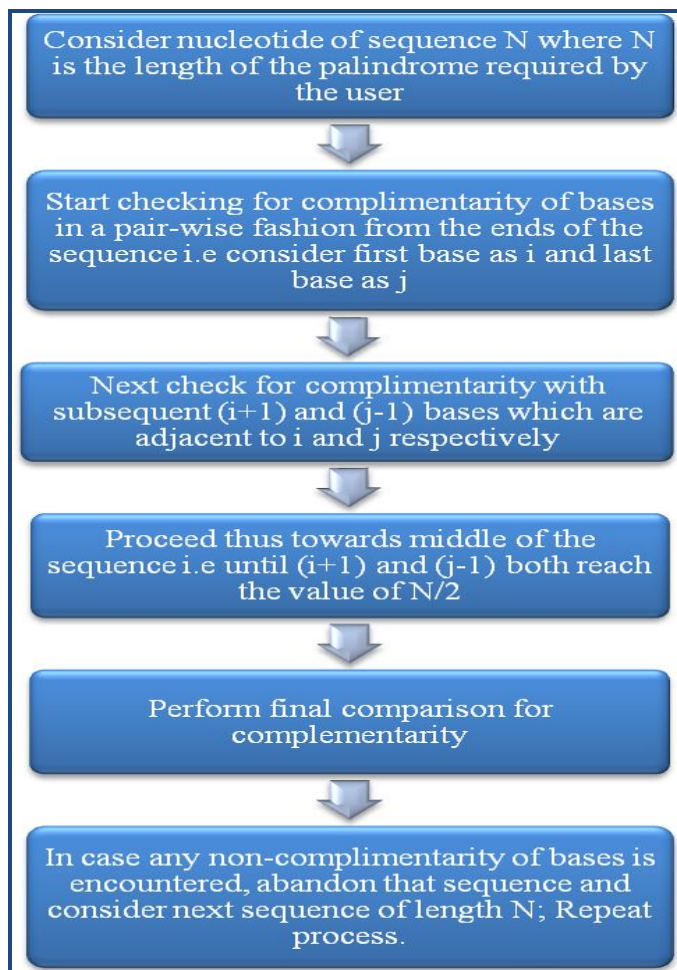 Consider nucleotide of sequence N where N
is the length of the palindrome required by
the user
Start checking for complimentarity of bases
in a pair-wise fashion from the ends of the
sequence i.e consider first base as i and last
base as j
Next check for complimentarity with
subsequent (i+1) and (j-1) bases which are
adjacent to i and j respectively
Proceed thus towards middle of the
sequence i.e until (i+1) and (j-1) both reach
the value of N/2
Perform final comparison for
complementarity
In case any non-complimentarity of bases is
encountered, abandon that sequence and
consider next sequence of length N; Repeat
process.